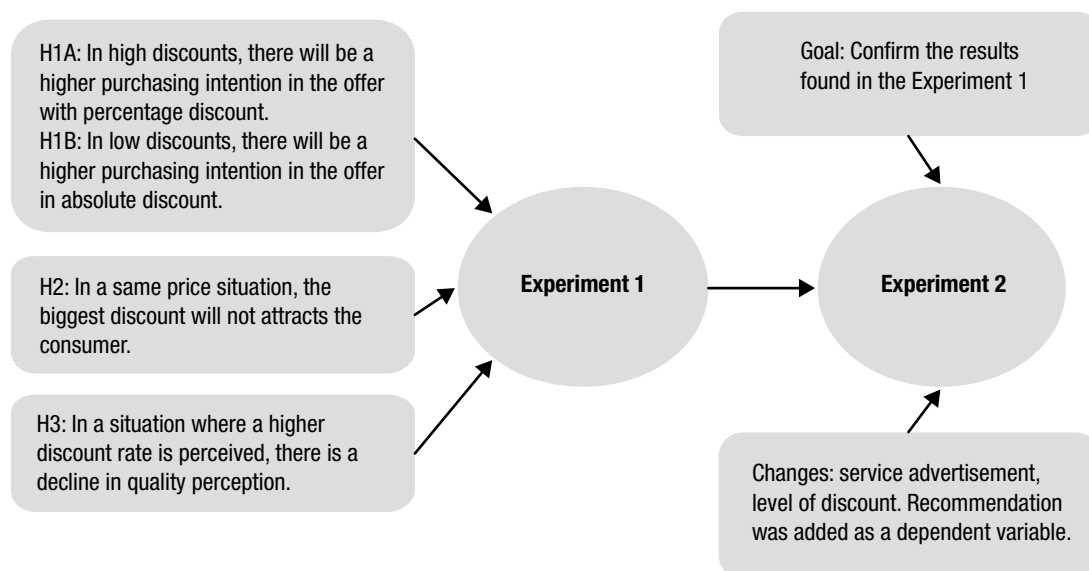 H1A: In high discounts, there will be a
higher purchasing intention in the offer
with percentage discount.
H1B: In low discounts, there will be a
higher purchasing intention in the offer
in absolute discount.
H2: In a same price situation, the
biggest discount will not attracts the
consumer.
H3: In a situation where a higher
discount rate is perceived, there is a
decline in quality perception.
Experiment 1
Goal: Confirm the results
found in the Experiment 1
Experiment 2
Changes: service advertisement,
level of discount. Recommendation
was added as a dependent variable.